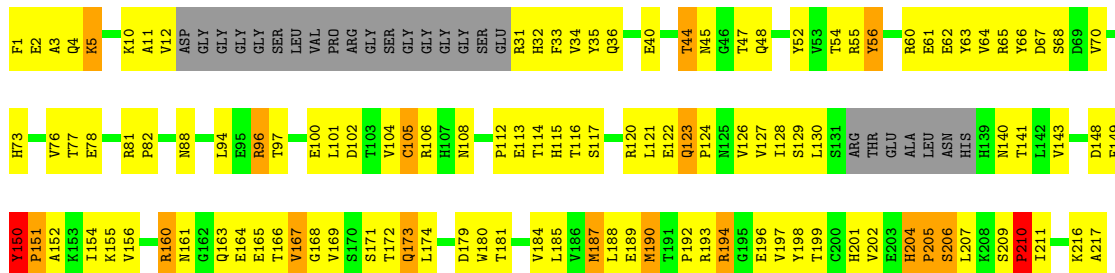 F1 E2 A3 Q4 K5 K10 A11 V12 ASP GLY GLY GLY GLY SER LEU VAL PRO ARG GLY SER GLY GLY GLY GLY SER GLU R31 H32 F33 V34 Y35 Q36 E40 T44 N45 G46 T47 Q48 Y52 V53 T54 R55 Y56 R60 E61 E62 Y63 V64 R65 Y66 D67 S68 D69 V70
H73 V76 T77 E78 R81 P82 N88 L94 E95 R96 T97 E100 L101 D102 T103 V104 C105 R106 H107 N108 P112 E113 T114 H115 T116 S117 R120 L121 E122 Q123 P124 N125 V126 V127 I128 S129 L130 S131 ARG THR GLU ALA LEU ASN HIS H139 N140 T141 L142 V143 D148
Y150 P151 A152 K153 I154 K155 V156 R160 N161 G162 Q163 E164 E165 T166 V167 G168 V169 S170 S171 T172 Q173 L174 D179 W180 T181 V184 L185 V186 M187 L188 E189 M190 T191 P192 R193 R194 G195 E196 V197 Y198 T199 C200 H201 V202 E203 H204 P205 S206 L207 K208 S209 P210 I211 K216 A217